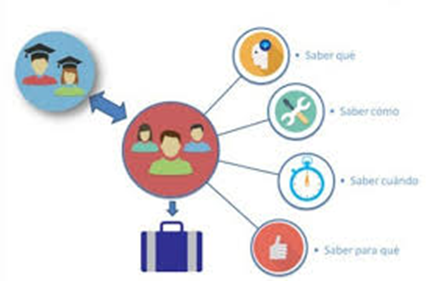 • Saber qué
• Saber cómo
• Saber cuándo
• Saber para qué